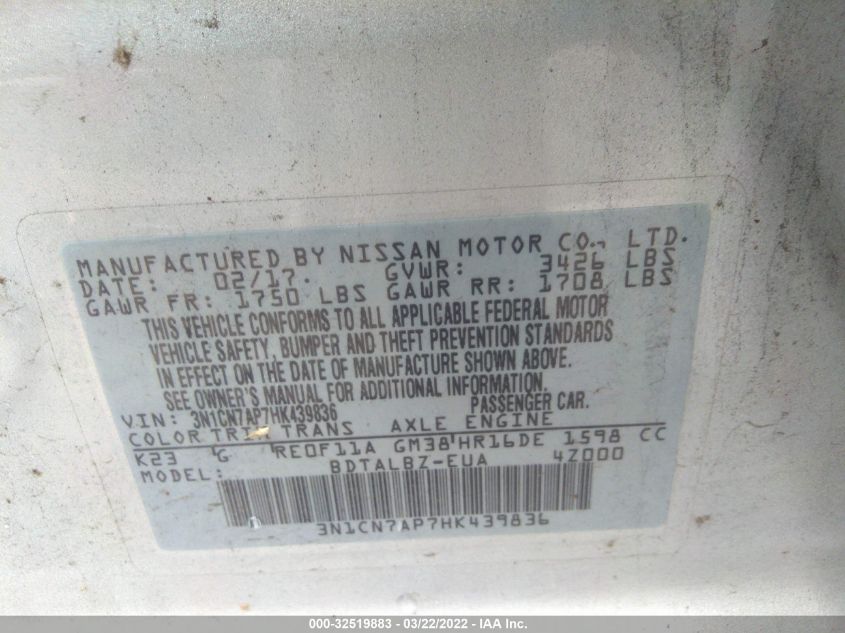 MANUFACTURED BY NISSAN MOTOR CO., LTD.
DATE: 02/17. GVWR: 3426 LBS
GAWR FR: 1750 LBS GAWR RR: 1708 LBS
THIS VEHICLE CONFORMS TO ALL APPLICABLE FEDERAL MOTOR
VEHICLE SAFETY, BUMPER AND THEFT PREVENTION STANDARDS
IN EFFECT ON THE DATE OF MANUFACTURE SHOWN ABOVE.
SEE OWNER'S MANUAL FOR ADDITIONAL INFORMATION.
VIN: 3N1CN7AP7HK439836 PASSENGER CAR.
COLOR TRIM TRANS AXLE ENGINE
K23 G RE0F11A GM38 HR16DE 1598 CC
MODEL: BDTALBZ-EUA 4Z000
3N1CN7AP7HK439836
000-32519883 - 03/22/2022 - IAA Inc.